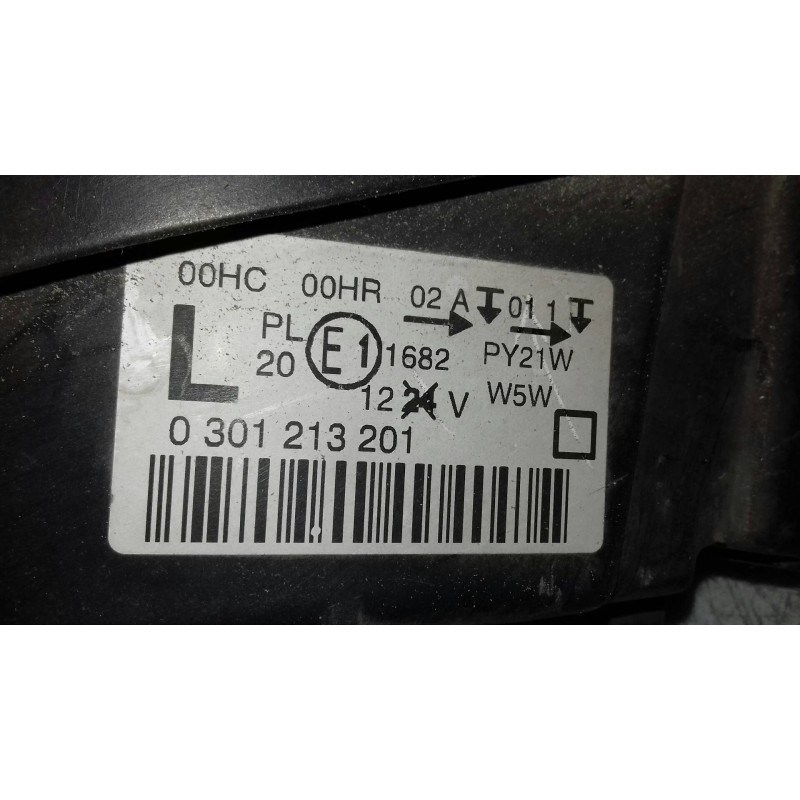 00HC 00HR 02 A 01 1
L PL E1 1682 PY21W
20 12 24 V W5W
0 301 213 201